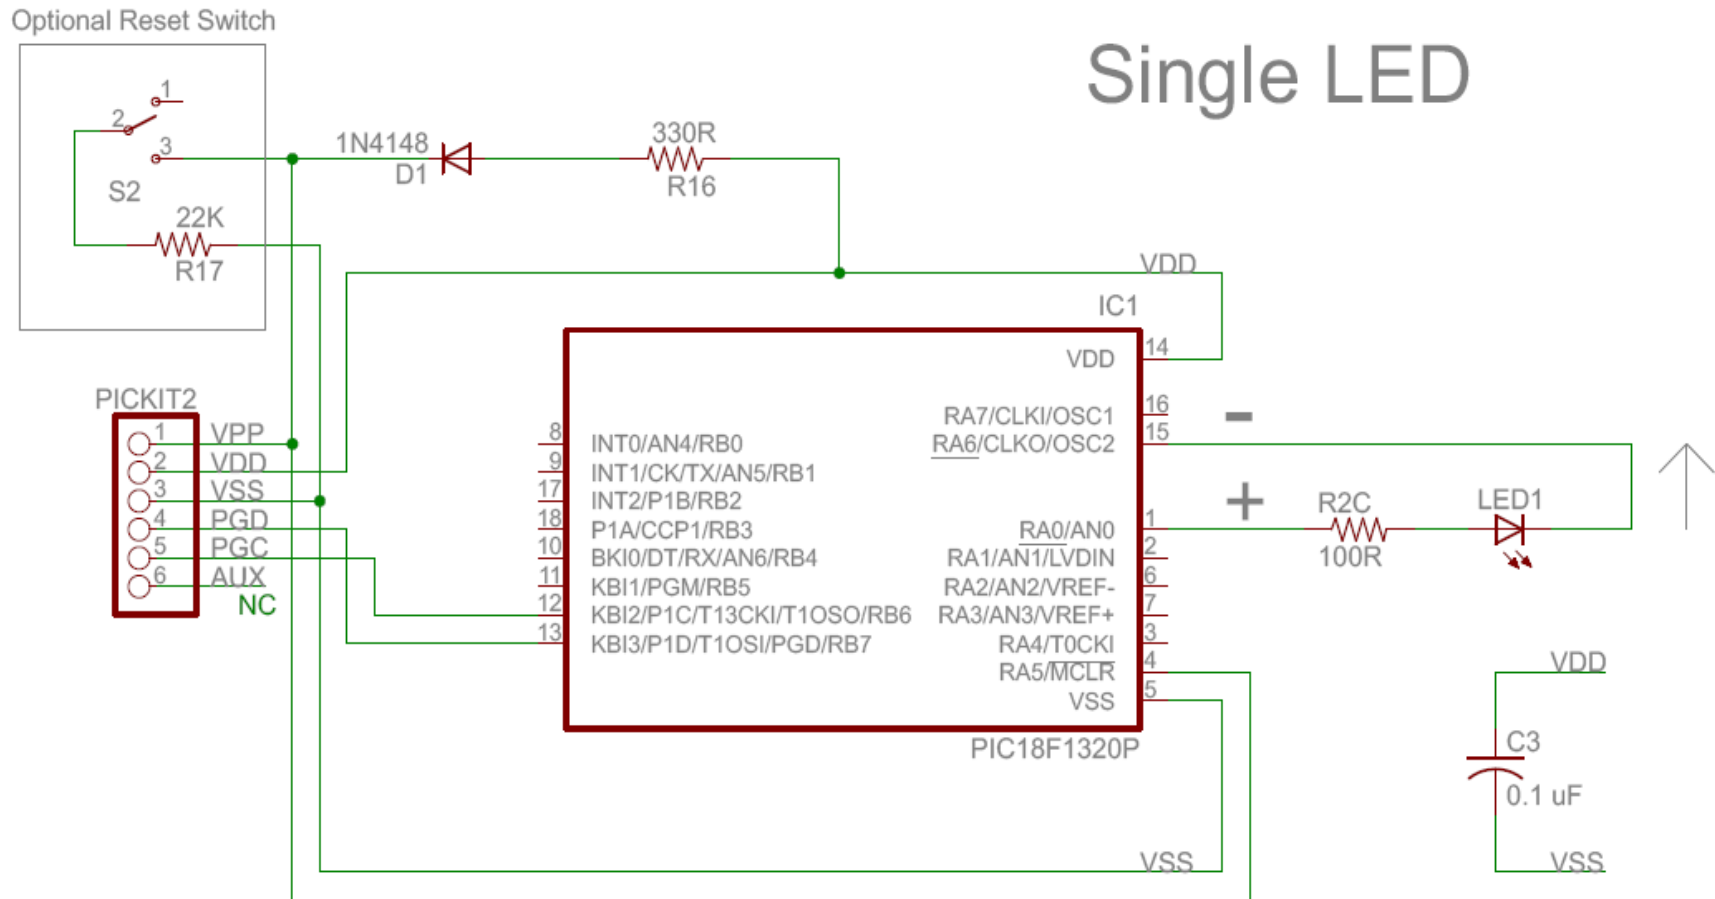 Optional Reset Switch
Single LED
1
2
3
S2
22K
R17
1N4148
D1
330R
R16
VDD
IC1
PICKIT2
1 VPP
2 VDD
3 VSS
4 PGD
5 PGC
6 AUX
NC
8 INT0/AN4/RB0
9 INT1/CK/TX/AN5/RB1
17 INT2/P1B/RB2
18 P1A/CCP1/RB3
10 BKI0/DT/RX/AN6/RB4
11 KBI1/PGM/RB5
12 KBI2/P1C/T13CKI/T1OSO/RB6
13 KBI3/P1D/T1OSI/PGD/RB7
VDD 14
RA7/CLKI/OSC1 16
RA6/CLKO/OSC2 15
RA0/AN0 1
RA1/AN1/LVDIN 2
RA2/AN2/VREF- 6
RA3/AN3/VREF+ 7
RA4/T0CKI 3
RA5/MCLR 4
VSS 5
PIC18F1320P
-
+
R2C
100R
LED1
VDD
C3
0.1 uF
VSS
VSS